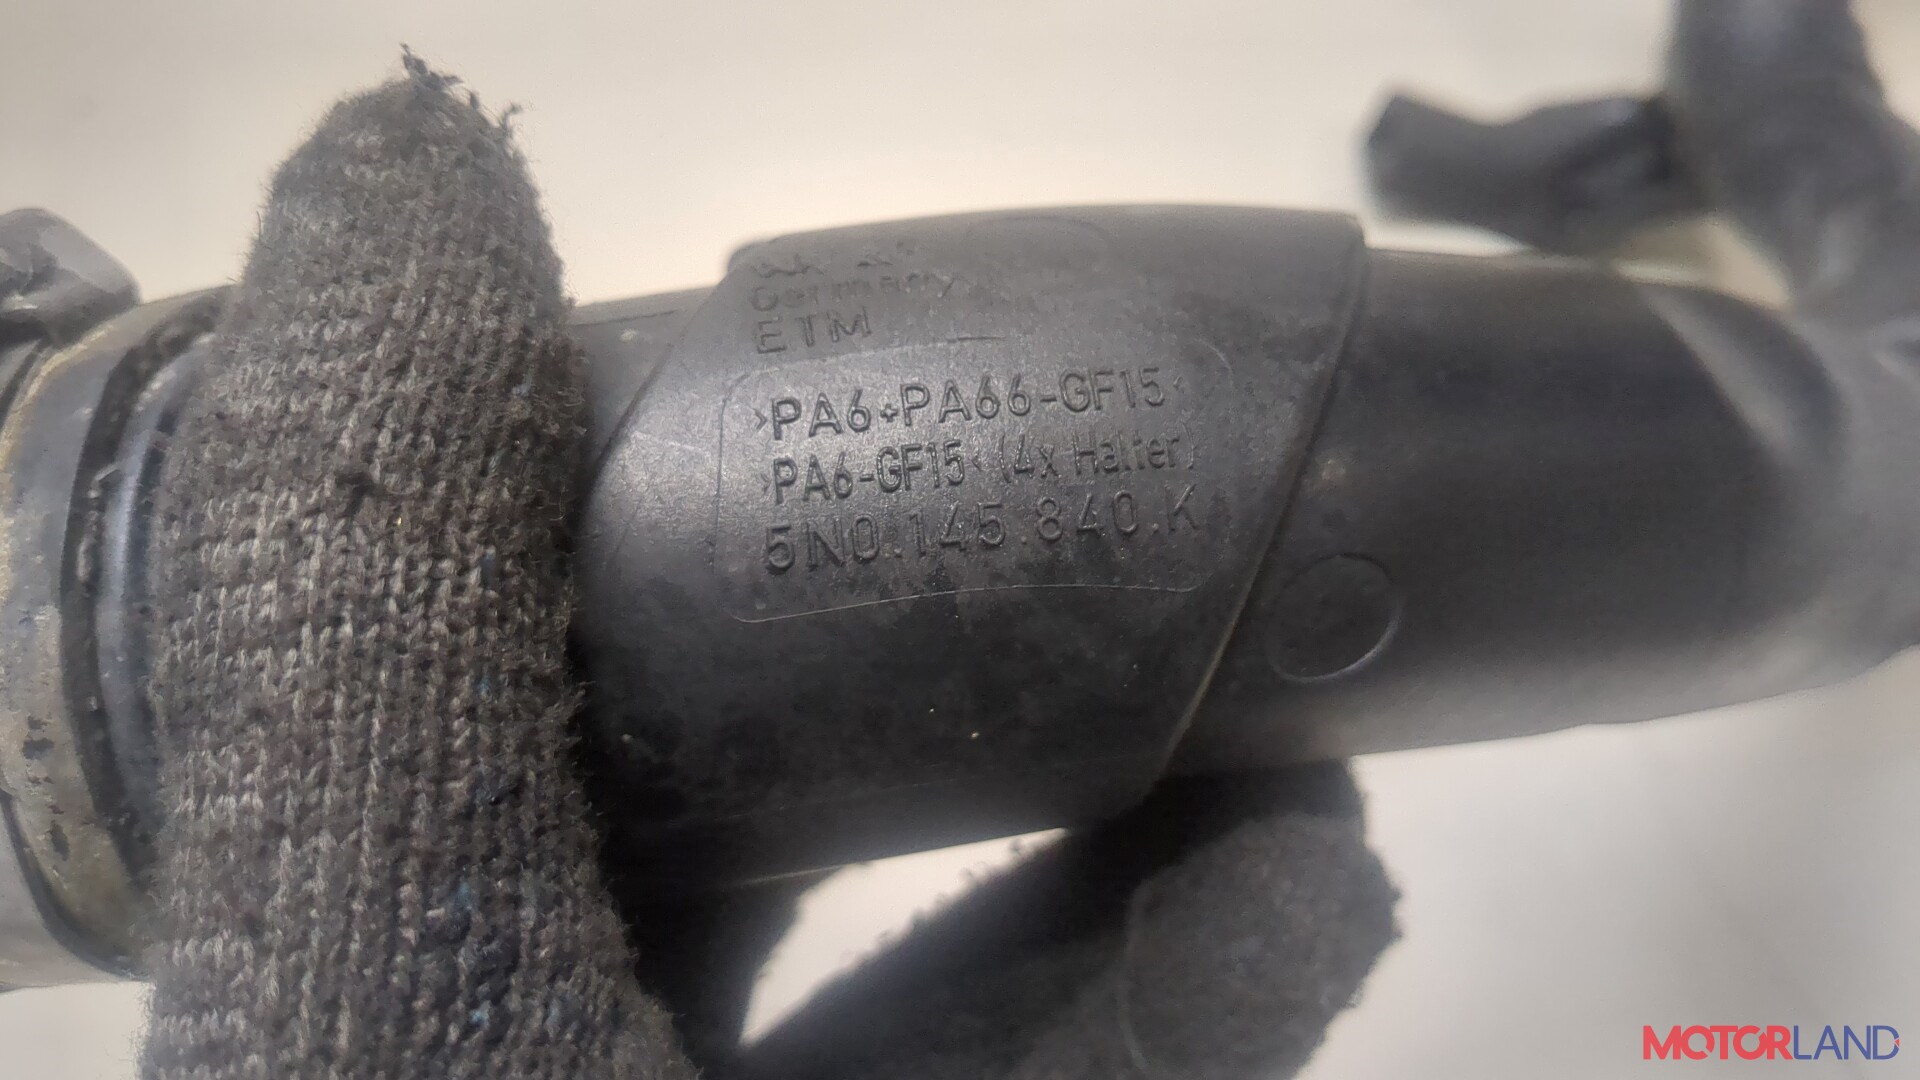 Germany
ETM
>PA6+PA66-GF15<
>PA6-GF15< (4x Halter)
5N0.145.840.K
MOTORLAND